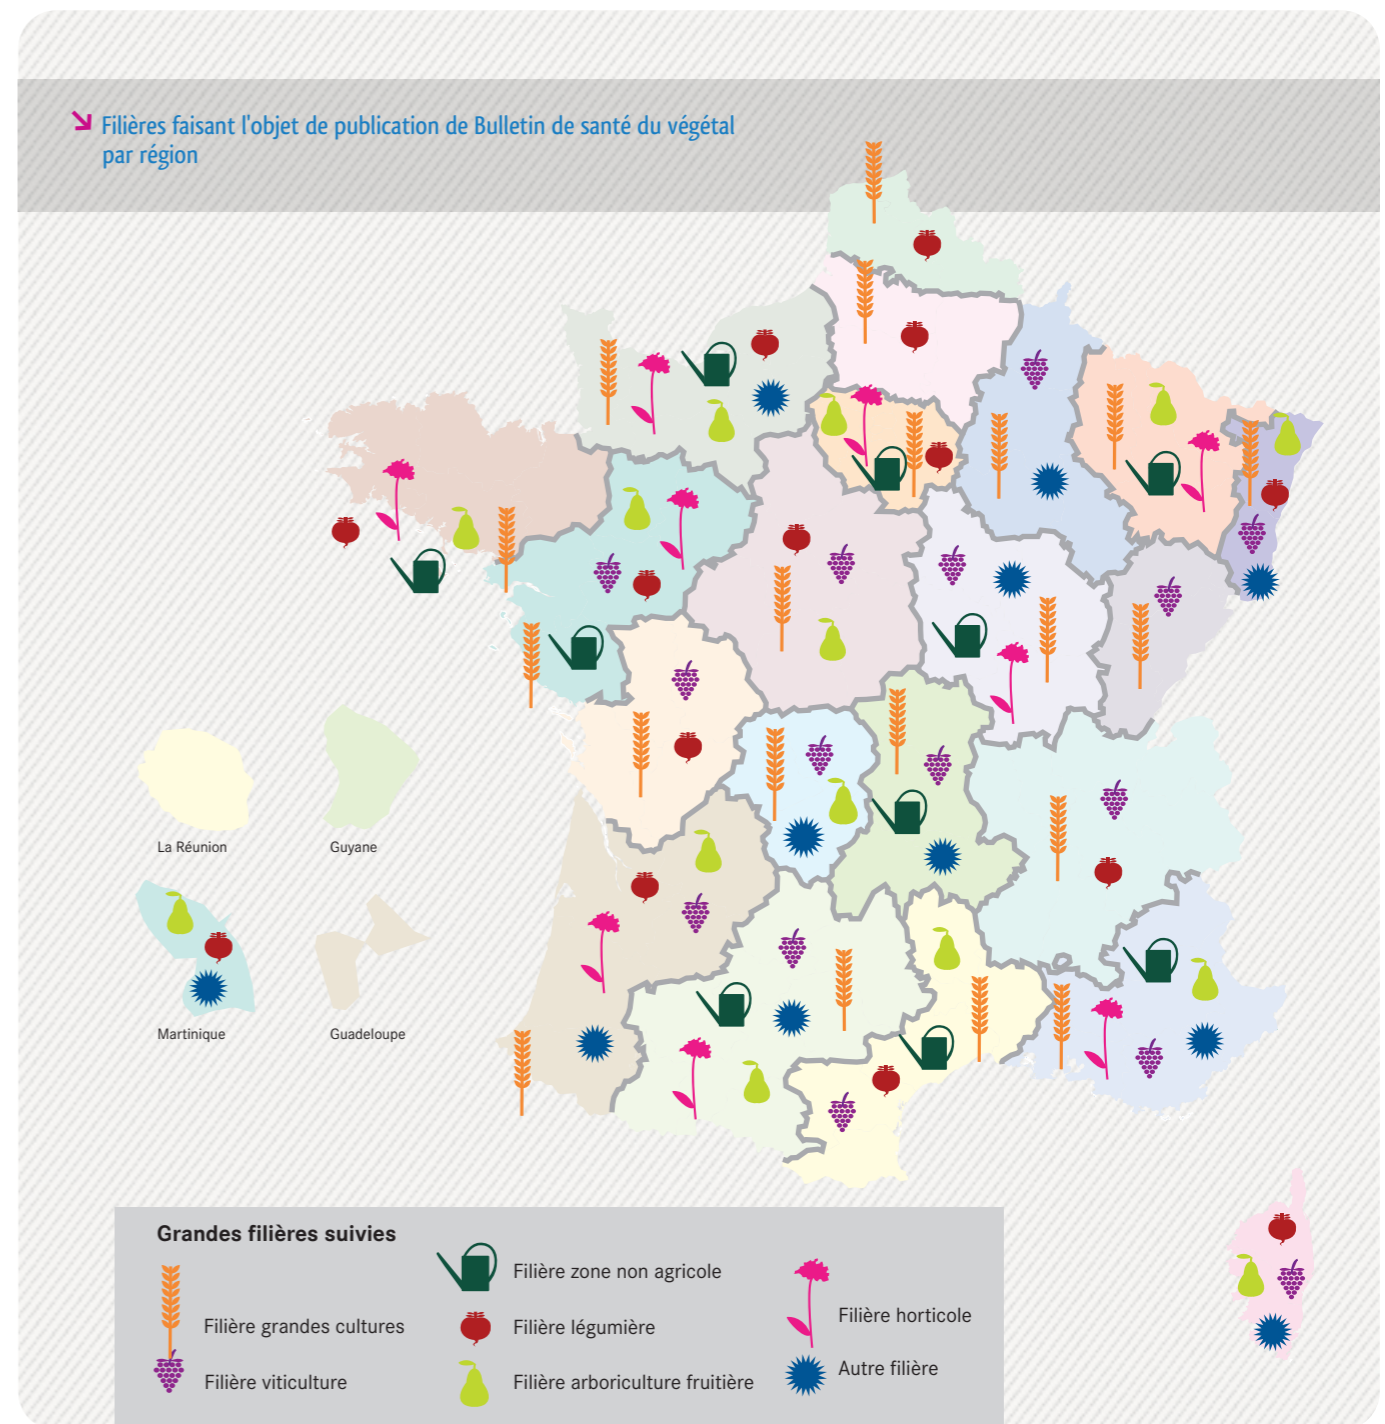 Filières faisant l'objet de publication de Bulletin de santé du végétal
par région
La Réunion
Guyane
Martinique
Guadeloupe
Grandes filières suivies
Filière grandes cultures
Filière viticulture
Filière zone non agricole
Filière légumière
Filière arboriculture fruitière
Filière horticole
Autre filière